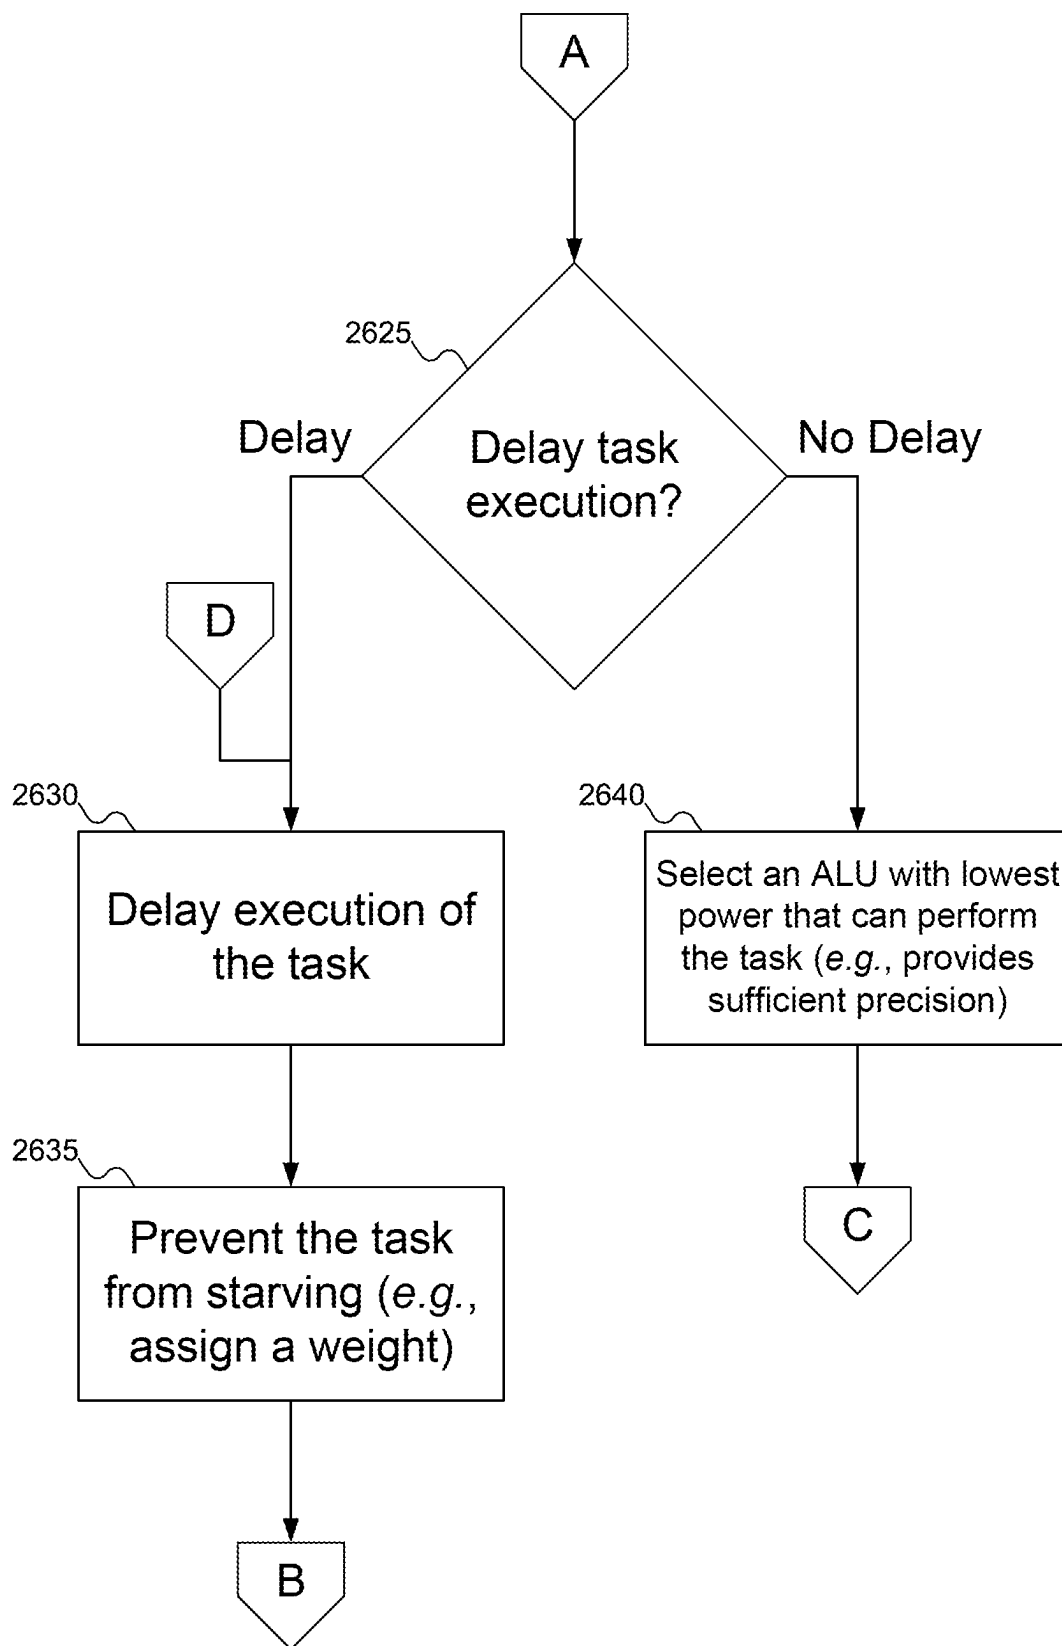 A
2625
Delay
No Delay
Delay task
execution?
D
2630
2640
Delay execution of
the task
Select an ALU with lowest
power that can perform
the task (e.g., provides
sufficient precision)
2635
Prevent the task
from starving (e.g.,
assign a weight)
C
B